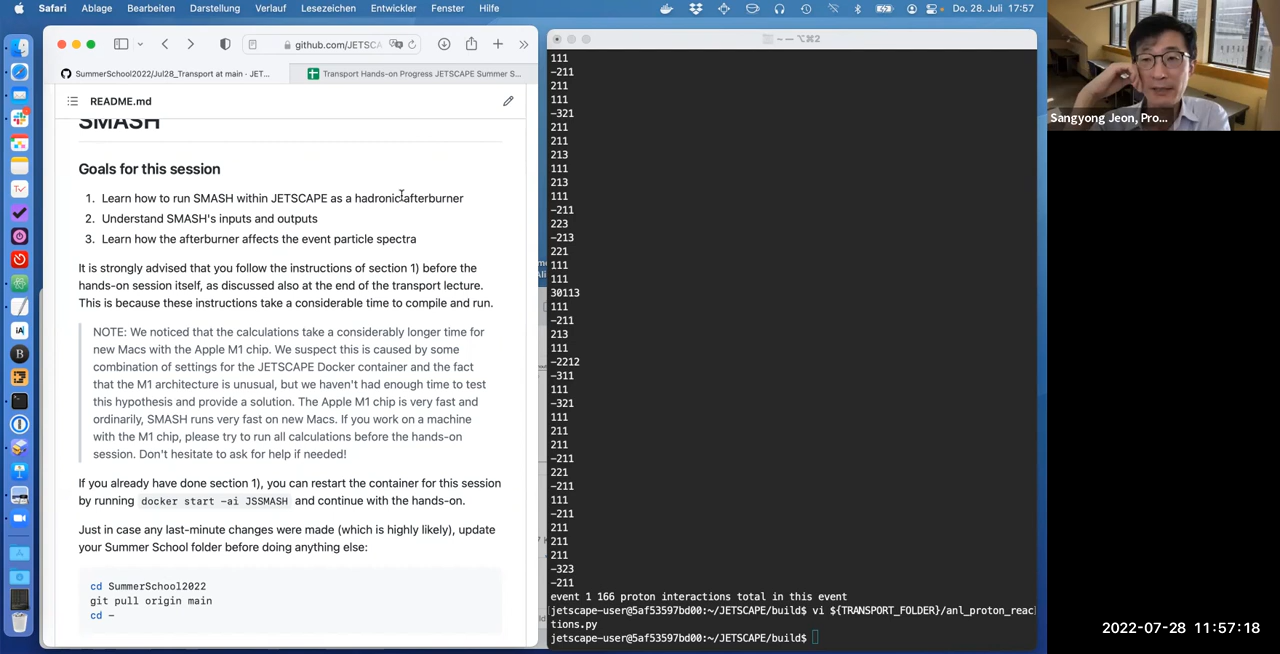 Safari Ablage Bearbeiten Darstellung Verlauf Lesezeichen Entwickler Fenster Hilfe Do. 28. Juli 17:57
github.com/JETSCA
SummerSchool2022/Jul28_Transport at main · JET...
Transport Hands-on Progress JETSCAPE Summer S...
README.md
SMASH
Goals for this session
1. Learn how to run SMASH within JETSCAPE as a hadronic afterburner
2. Understand SMASH's inputs and outputs
3. Learn how the afterburner affects the event particle spectra
It is strongly advised that you follow the instructions of section 1) before the
hands-on session itself, as discussed also at the end of the transport lecture.
This is because these instructions take a considerable time to compile and run.
NOTE: We noticed that the calculations take a considerably longer time for
new Macs with the Apple M1 chip. We suspect this is caused by some
combination of settings for the JETSCAPE Docker container and the fact
that the M1 architecture is unusual, but we haven't had enough time to test
this hypothesis and provide a solution. The Apple M1 chip is very fast and
ordinarily, SMASH runs very fast on new Macs. If you work on a machine
with the M1 chip, please try to run all calculations before the hands-on
session. Don't hesitate to ask for help if needed!
If you already have done section 1), you can restart the container for this session
by running docker start -ai JSSMASH and continue with the hands-on.
Just in case any last-minute changes were made (which is highly likely), update
your Summer School folder before doing anything else:
cd SummerSchool2022
git pull origin main
cd -
~ — ⌥⌘2
111
-211
211
111
-321
211
211
213
111
213
111
-211
223
-213
221
111
111
30113
111
-211
213
111
-2212
-311
111
-321
111
211
211
-211
221
-211
111
-211
211
211
211
-323
-211
event 1 166 proton interactions total in this event
[jetscape-user@5af53597bd00:~/JETSCAPE/build$ vi ${TRANSPORT_FOLDER}/anl_proton_reac
tions.py
jetscape-user@5af53597bd00:~/JETSCAPE/build$
Sangyong Jeon, Pro...
2022-07-28 11:57:18